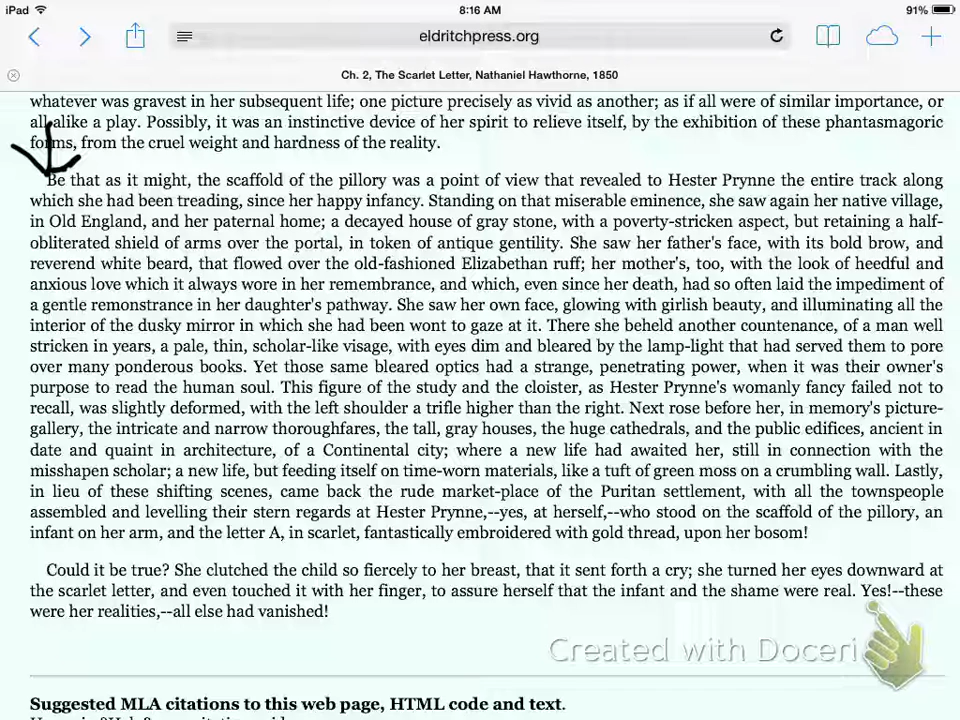 iPad 8:16 AM 91%
eldritchpress.org
Ch. 2, The Scarlet Letter, Nathaniel Hawthorne, 1850
whatever was gravest in her subsequent life; one picture precisely as vivid as another; as if all were of similar importance, or
all alike a play. Possibly, it was an instinctive device of her spirit to relieve itself, by the exhibition of these phantasmagoric
forms, from the cruel weight and hardness of the reality.
Be that as it might, the scaffold of the pillory was a point of view that revealed to Hester Prynne the entire track along
which she had been treading, since her happy infancy. Standing on that miserable eminence, she saw again her native village,
in Old England, and her paternal home; a decayed house of gray stone, with a poverty-stricken aspect, but retaining a half-
obliterated shield of arms over the portal, in token of antique gentility. She saw her father's face, with its bold brow, and
reverend white beard, that flowed over the old-fashioned Elizabethan ruff; her mother's, too, with the look of heedful and
anxious love which it always wore in her remembrance, and which, even since her death, had so often laid the impediment of
a gentle remonstrance in her daughter's pathway. She saw her own face, glowing with girlish beauty, and illuminating all the
interior of the dusky mirror in which she had been wont to gaze at it. There she beheld another countenance, of a man well
stricken in years, a pale, thin, scholar-like visage, with eyes dim and bleared by the lamp-light that had served them to pore
over many ponderous books. Yet those same bleared optics had a strange, penetrating power, when it was their owner's
purpose to read the human soul. This figure of the study and the cloister, as Hester Prynne's womanly fancy failed not to
recall, was slightly deformed, with the left shoulder a trifle higher than the right. Next rose before her, in memory's picture-
gallery, the intricate and narrow thoroughfares, the tall, gray houses, the huge cathedrals, and the public edifices, ancient in
date and quaint in architecture, of a Continental city; where a new life had awaited her, still in connection with the
misshapen scholar; a new life, but feeding itself on time-worn materials, like a tuft of green moss on a crumbling wall. Lastly,
in lieu of these shifting scenes, came back the rude market-place of the Puritan settlement, with all the townspeople
assembled and levelling their stern regards at Hester Prynne,--yes, at herself,--who stood on the scaffold of the pillory, an
infant on her arm, and the letter A, in scarlet, fantastically embroidered with gold thread, upon her bosom!
Could it be true? She clutched the child so fiercely to her breast, that it sent forth a cry; she turned her eyes downward at
the scarlet letter, and even touched it with her finger, to assure herself that the infant and the shame were real. Yes!--these
were her realities,--all else had vanished!
Created with Doceri
Suggested MLA citations to this web page, HTML code and text.